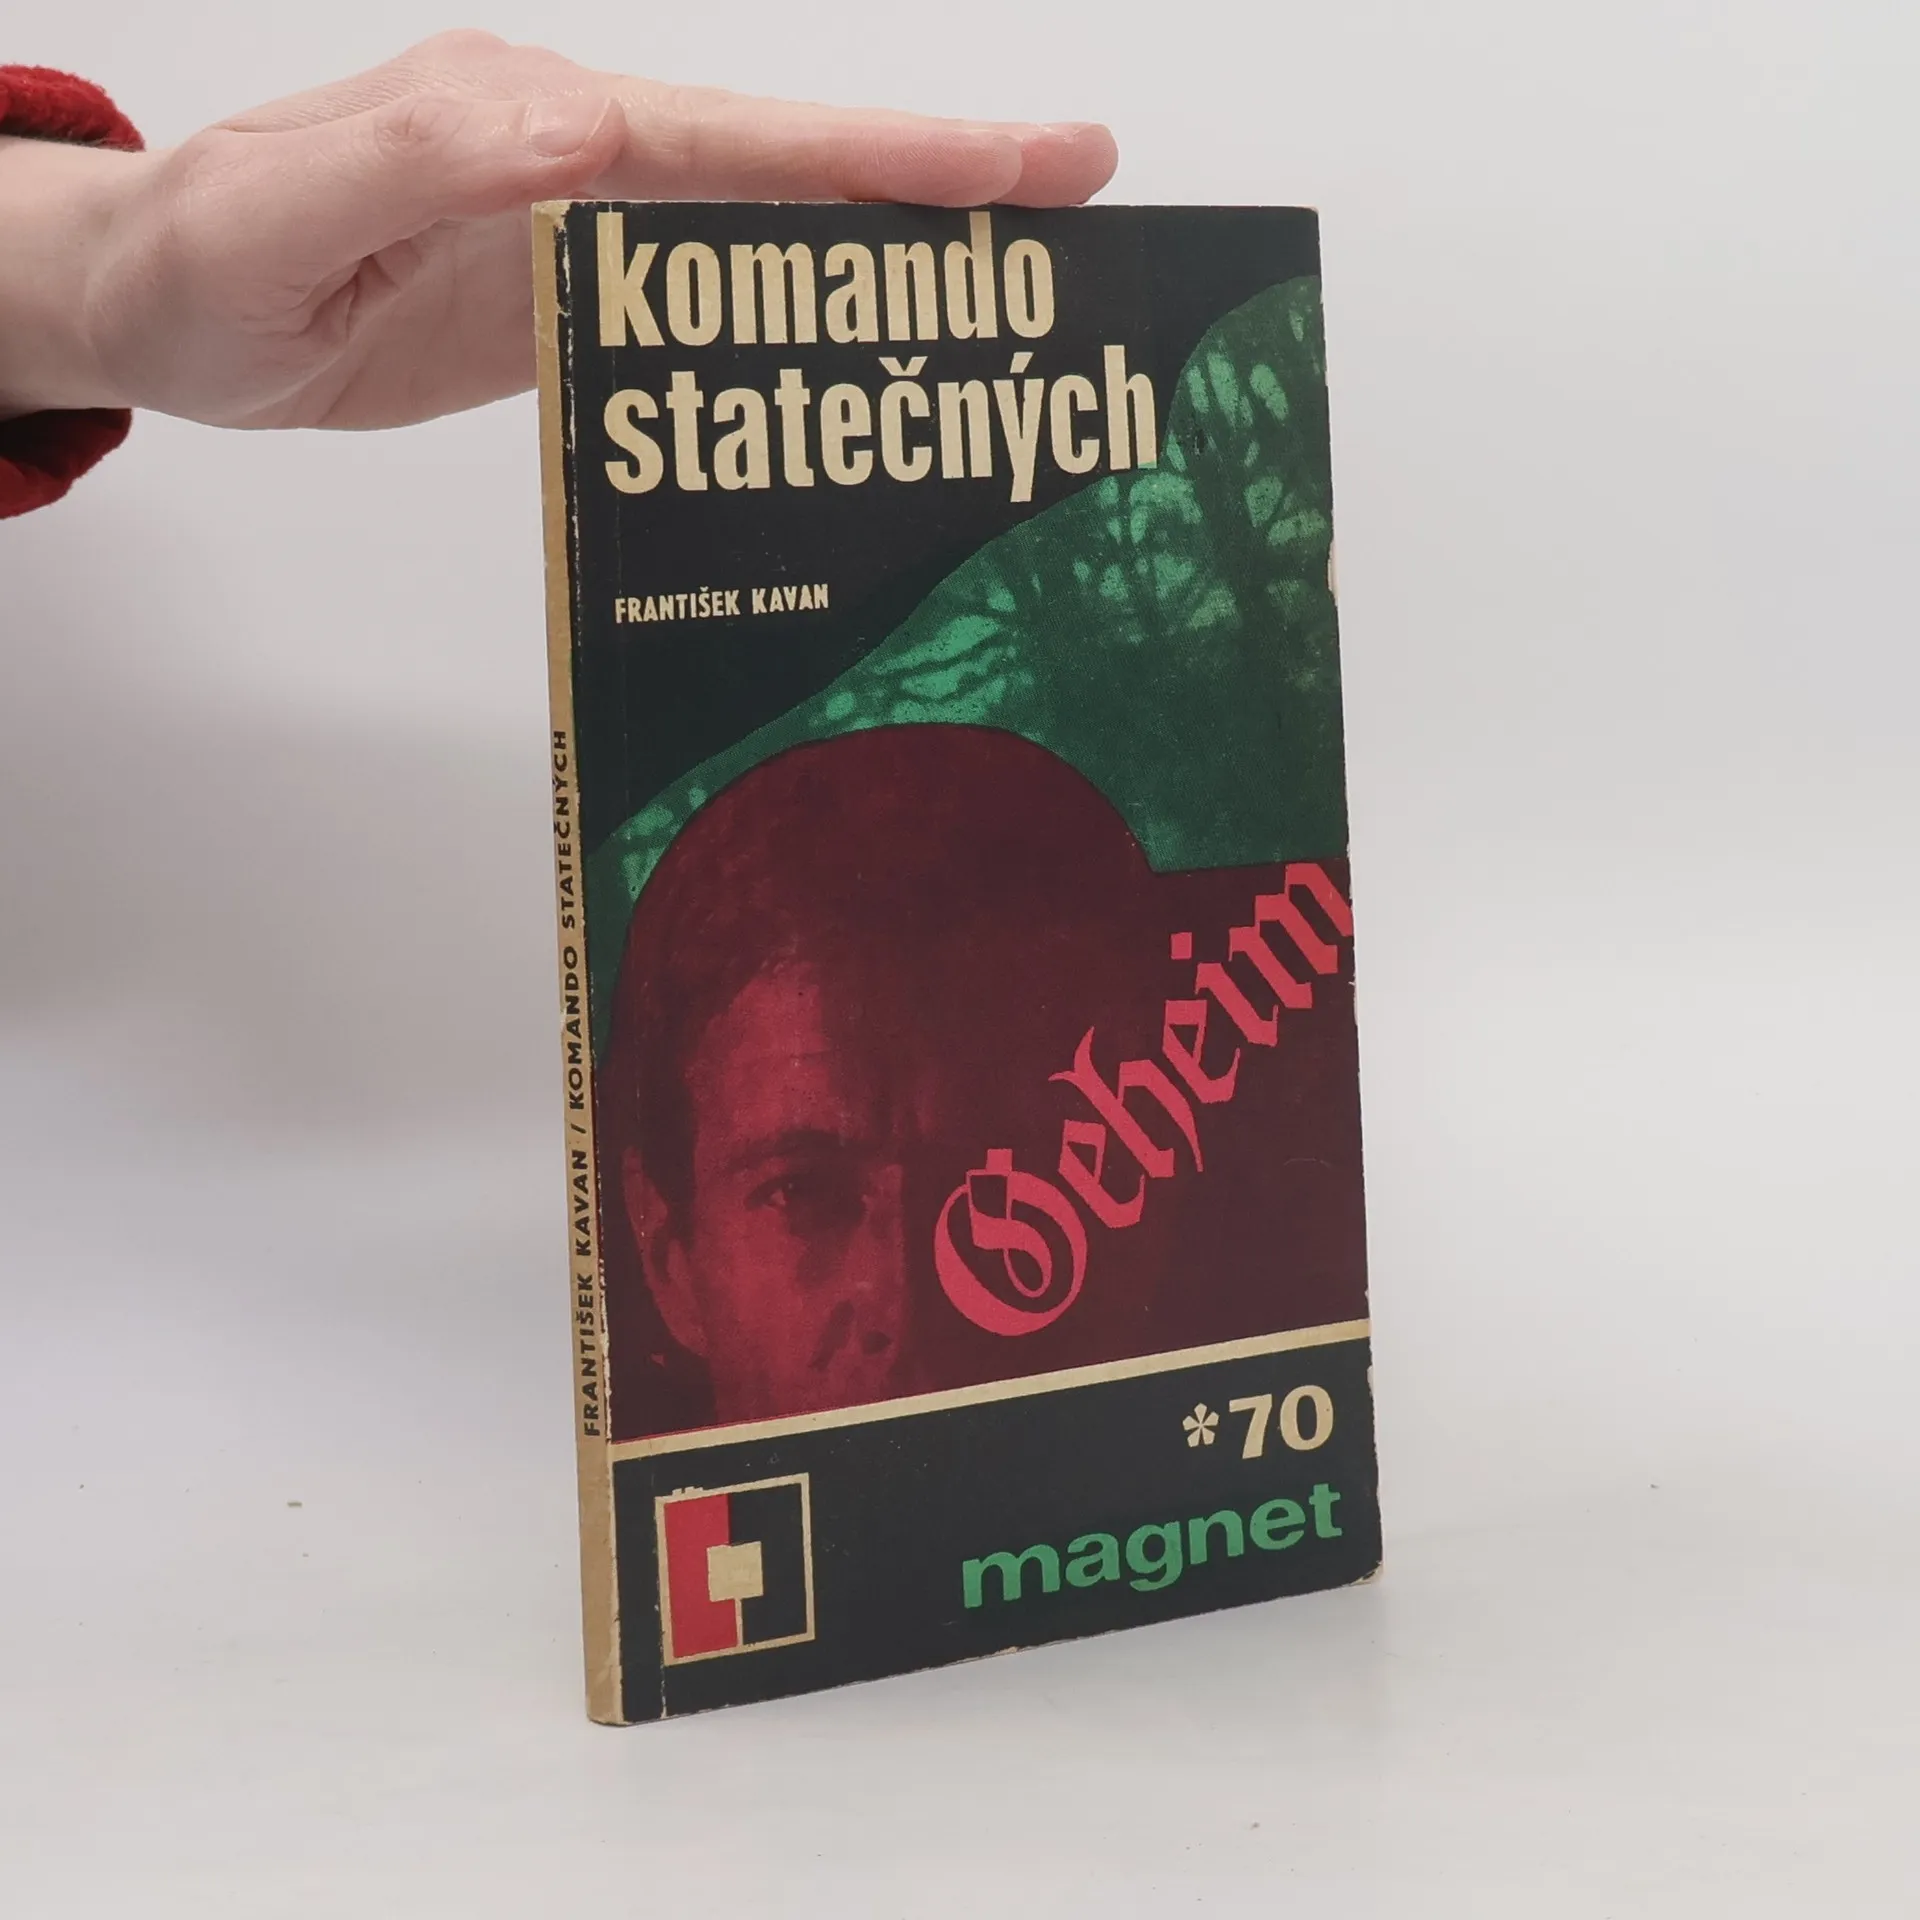 komando
statečných
FRANTIŠEK KAVAN
FRANTIŠEK KAVAN / KOMANDO STATEČNÝCH
Geheim
*70
magnet